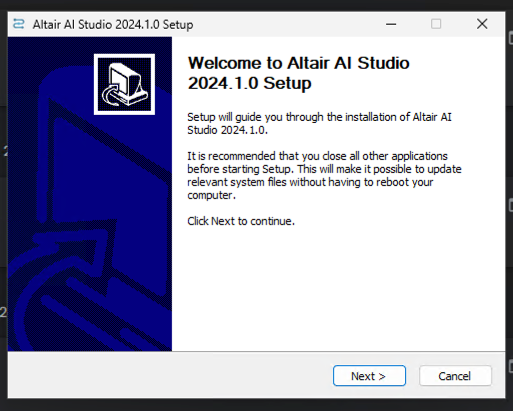 Altair AI Studio 2024.1.0 Setup
Welcome to Altair AI Studio
2024.1.0 Setup
Setup will guide you through the installation of Altair AI
Studio 2024.1.0.
It is recommended that you close all other applications
before starting Setup. This will make it possible to update
relevant system files without having to reboot your
computer.
Click Next to continue.
Next >
Cancel